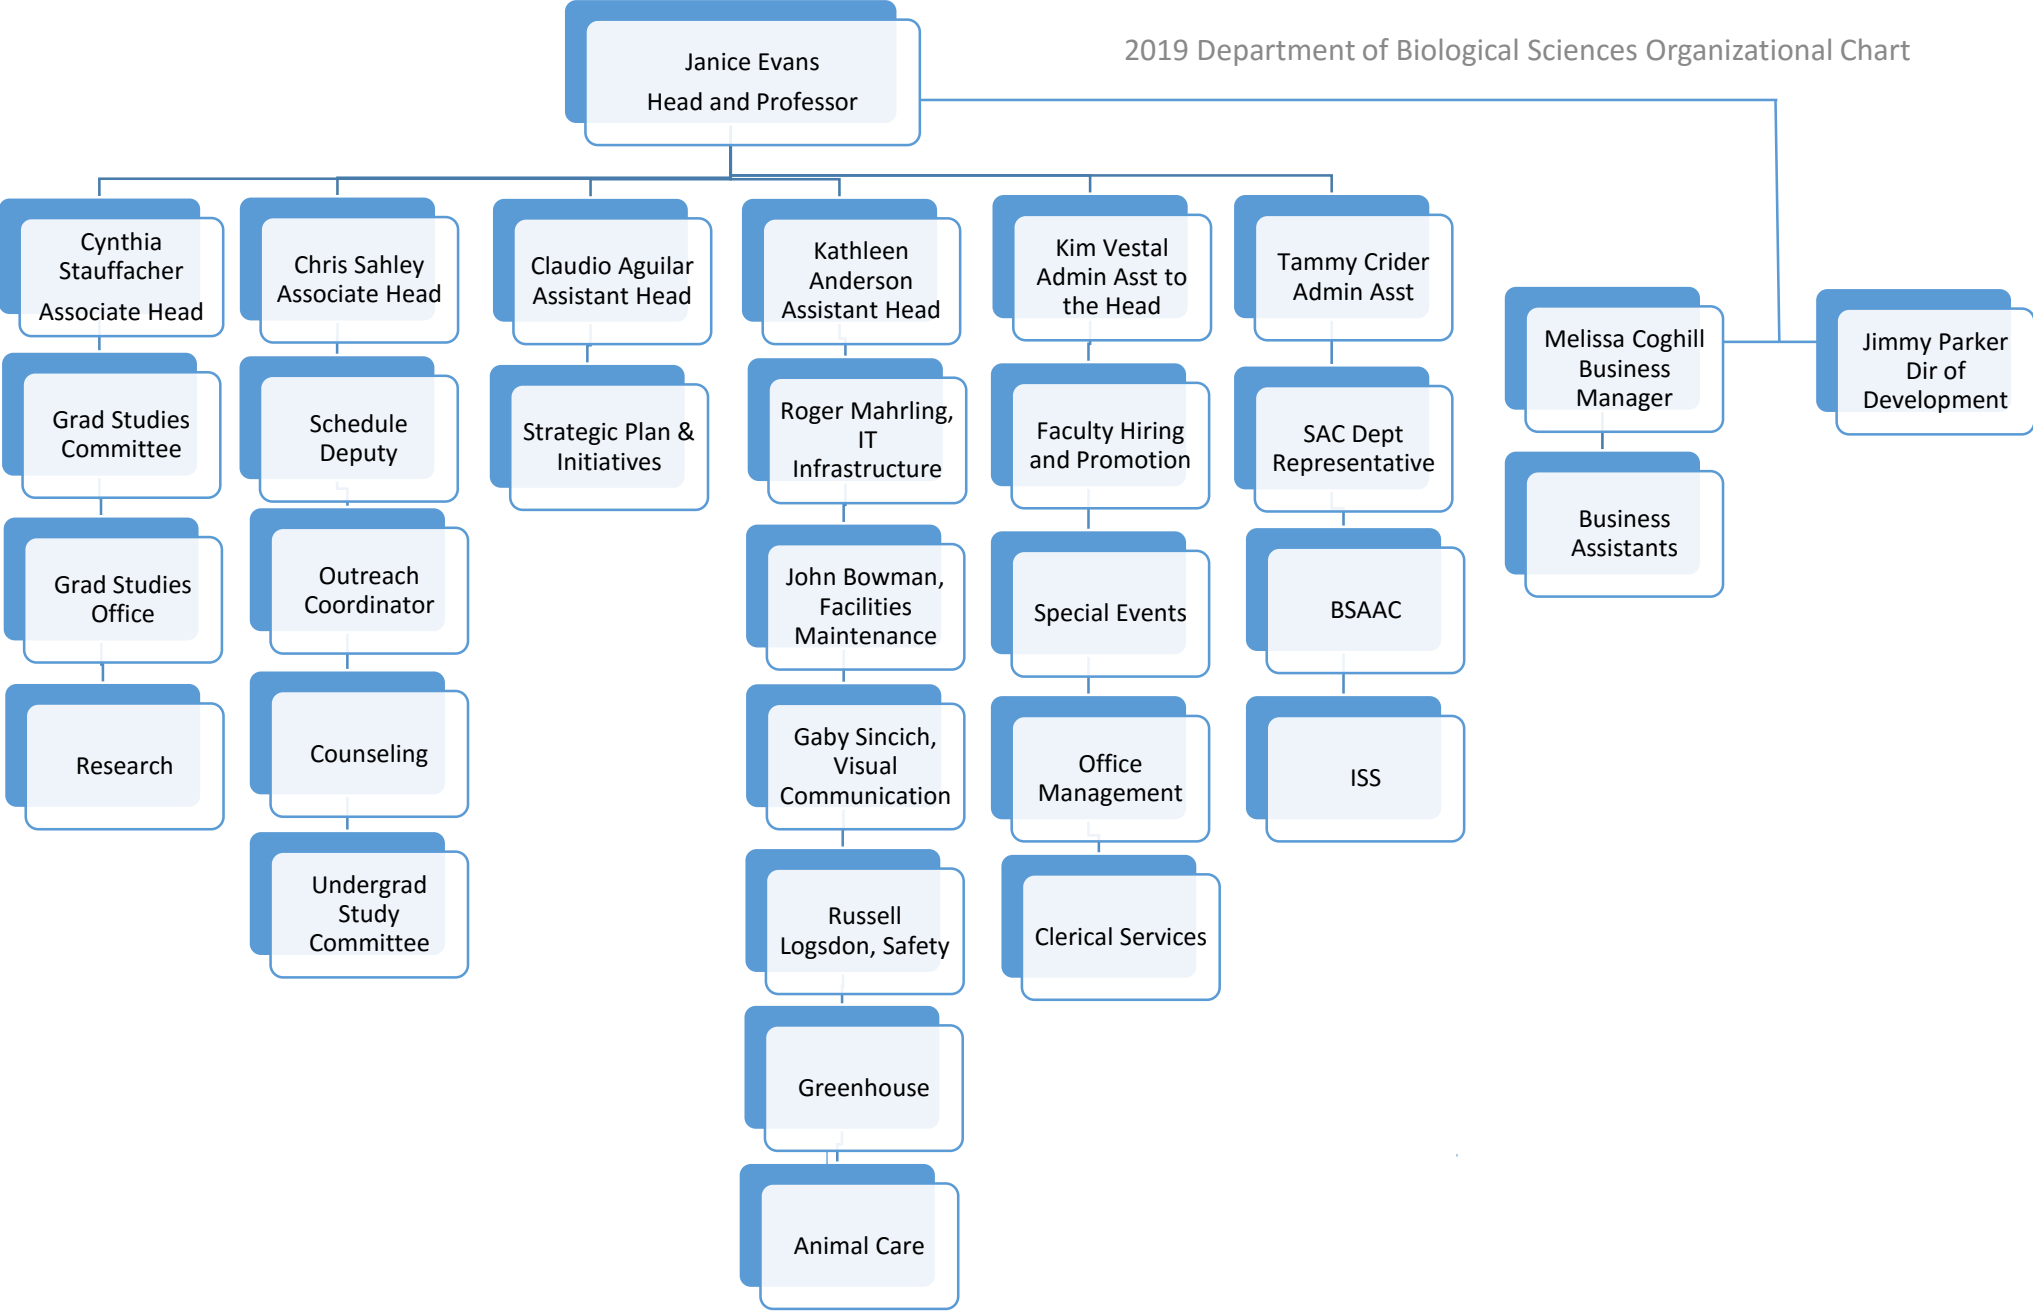 2019 Department of Biological Sciences Organizational Chart
Janice Evans
Head and Professor
Cynthia
Stauffacher
Associate Head
Grad Studies
Committee
Grad Studies
Office
Research
Chris Sahley
Associate Head
Schedule
Deputy
Outreach
Coordinator
Counseling
Undergrad
Study
Committee
Claudio Aguilar
Assistant Head
Strategic Plan &
Initiatives
Kathleen
Anderson
Assistant Head
Roger Mahrling,
IT
Infrastructure
John Bowman,
Facilities
Maintenance
Gaby Sincich,
Visual
Communication
Russell
Logsdon, Safety
Greenhouse
Animal Care
Kim Vestal
Admin Asst to
the Head
Faculty Hiring
and Promotion
Special Events
Office
Management
Clerical Services
Tammy Crider
Admin Asst
SAC Dept
Representative
BSAAC
ISS
Melissa Coghill
Business
Manager
Business
Assistants
Jimmy Parker
Dir of
Development